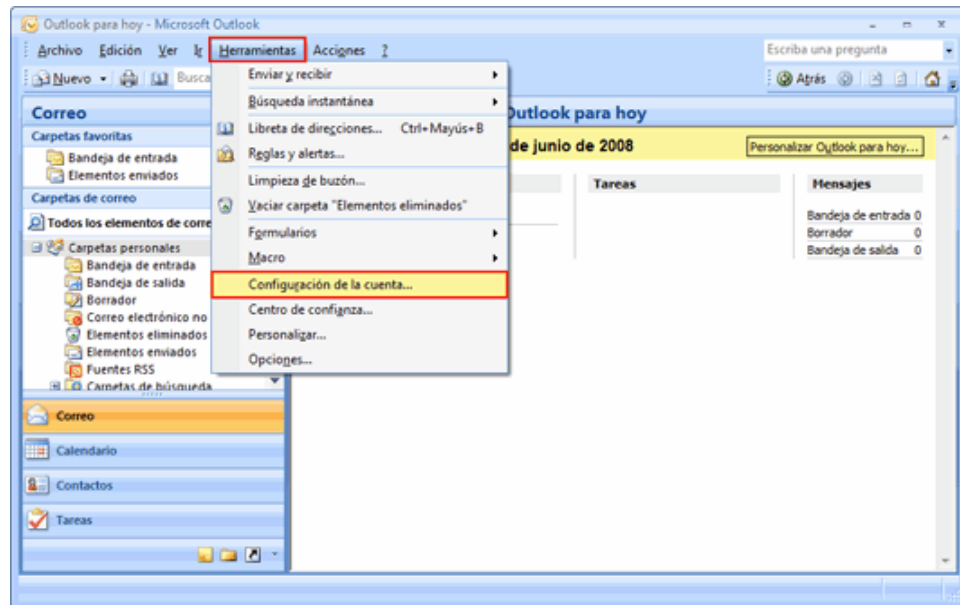 Outlook para hoy - Microsoft Outlook
Archivo Edición Ver Ir Herramientas Acciones ?
Escriba una pregunta
Nuevo
Busca
Atrás
Correo
Carpetas favoritas
Bandeja de entrada
Elementos enviados
Carpetas de correo
Todos los elementos de corre
Carpetas personales
Bandeja de entrada
Bandeja de salida
Borrador
Correo electrónico no
Elementos eliminados
Elementos enviados
Fuentes RSS
Carpetas de búsqueda
Correo
Calendario
Contactos
Tareas
Enviar y recibir
Búsqueda instantánea
Libreta de direcciones... Ctrl+Mayús+B
Reglas y alertas...
Limpieza de buzón...
Vaciar carpeta "Elementos eliminados"
Formularios
Macro
Configuración de la cuenta...
Centro de confianza...
Personalizar...
Opciones...
Outlook para hoy
de junio de 2008
Personalizar Outlook para hoy...
Tareas
Mensajes
Bandeja de entrada 0
Borrador 0
Bandeja de salida 0